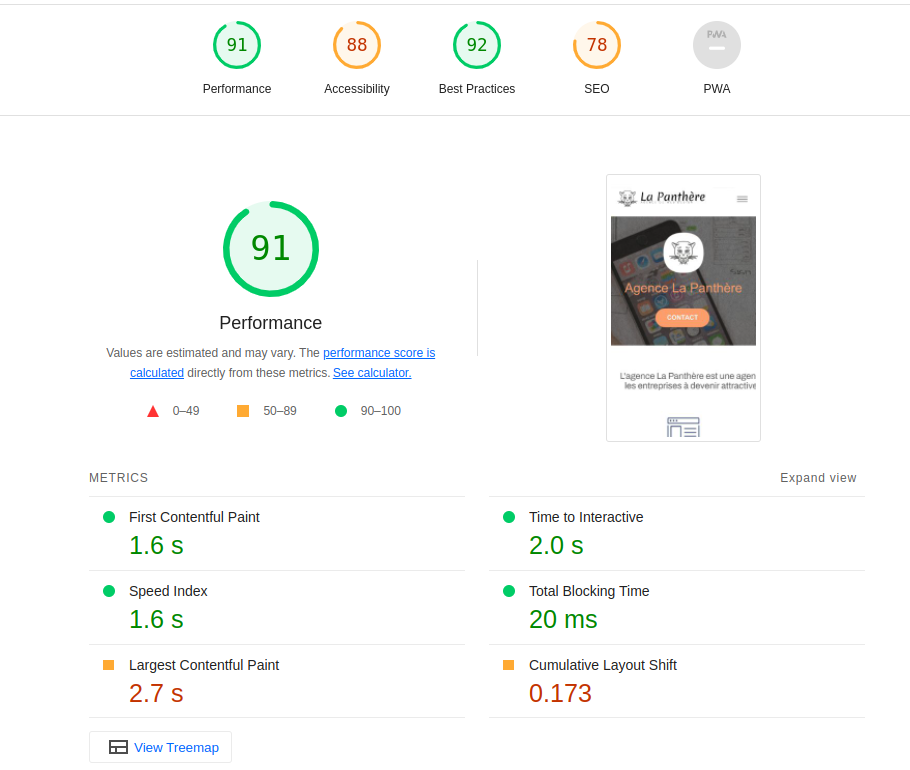 91
88
92
78
PWA
Performance
Accessibility
Best Practices
SEO
PWA
91
Performance
Values are estimated and may vary. The performance score is
calculated directly from these metrics. See calculator.
0–49
50–89
90–100
La Panthère
Agence La Panthère
CONTACT
L'agence La Panthère est une agen
les entreprises à devenir attractive
METRICS
Expand view
First Contentful Paint
1.6 s
Time to Interactive
2.0 s
Speed Index
1.6 s
Total Blocking Time
20 ms
Largest Contentful Paint
2.7 s
Cumulative Layout Shift
0.173
View Treemap